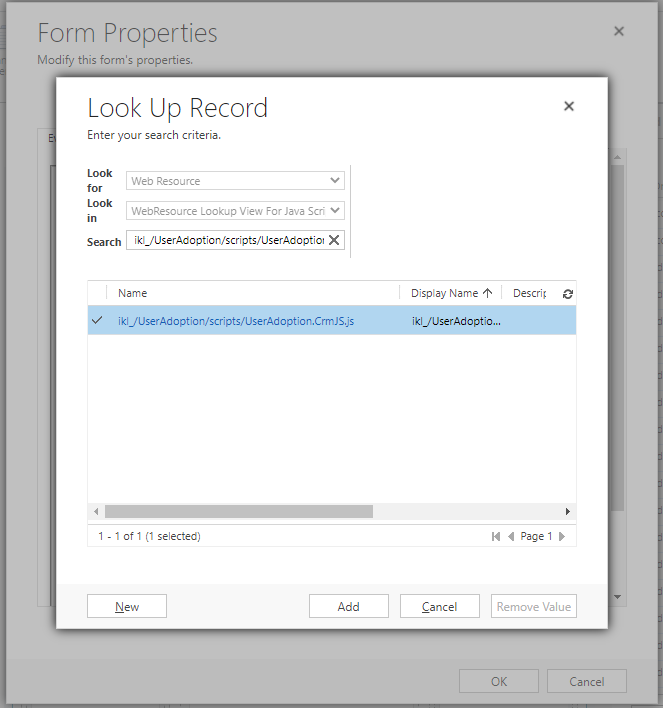 Form Properties
Modify this form's properties.
Look Up Record
Enter your search criteria.
Look for
Web Resource
Look in
WebResource Lookup View For Java Scri
Search
ikl_/UserAdoption/scripts/UserAdoption
Name
Display Name
Descrip
ikl_/UserAdoption/scripts/UserAdoption.CrmJS.js
ikl_/UserAdoptio...
1 - 1 of 1 (1 selected)
Page 1
New
Add
Cancel
Remove Value
OK
Cancel